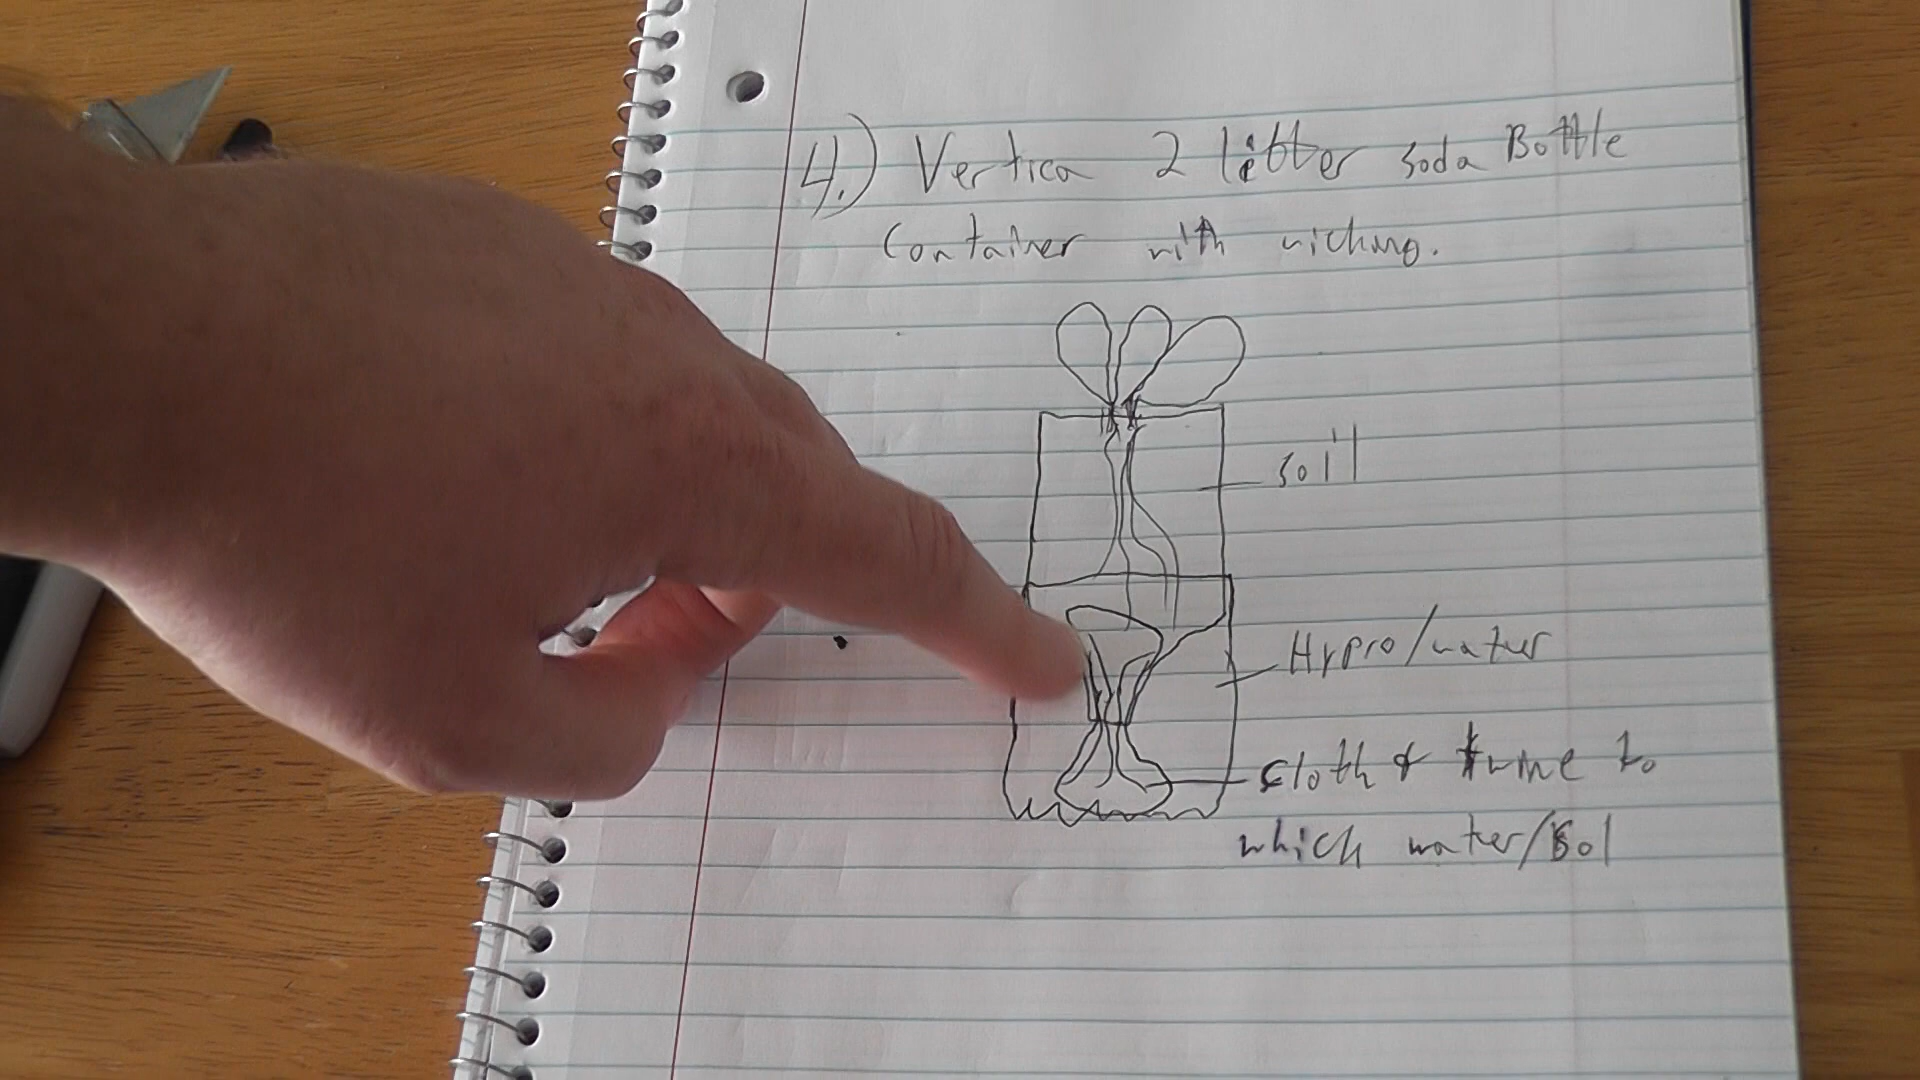 4.) Vertica 2 litter soda Bottle
Container with wicking.
soil
Hypro/water
cloth & twine to
which water/sol